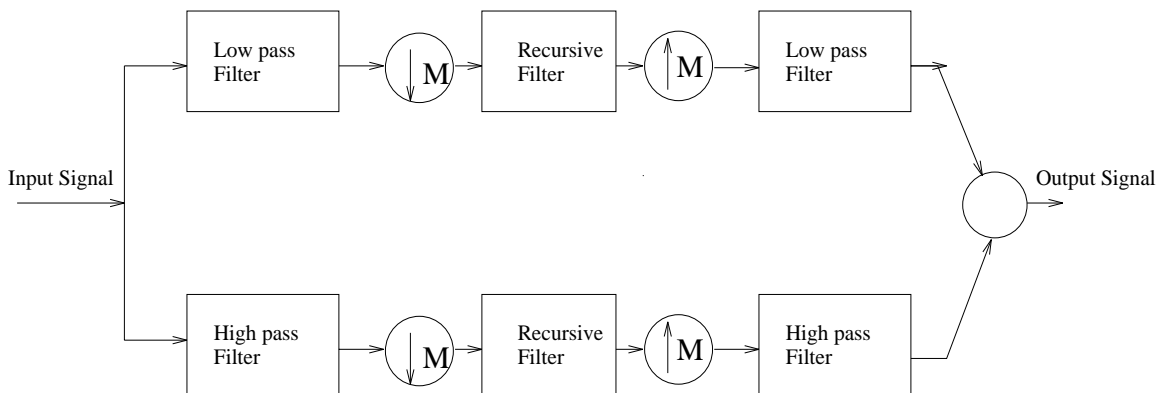 Low pass
Filter
M
Recursive
Filter
M
Low pass
Filter
Input Signal
Output Signal
High pass
Filter
M
Recursive
Filter
M
High pass
Filter